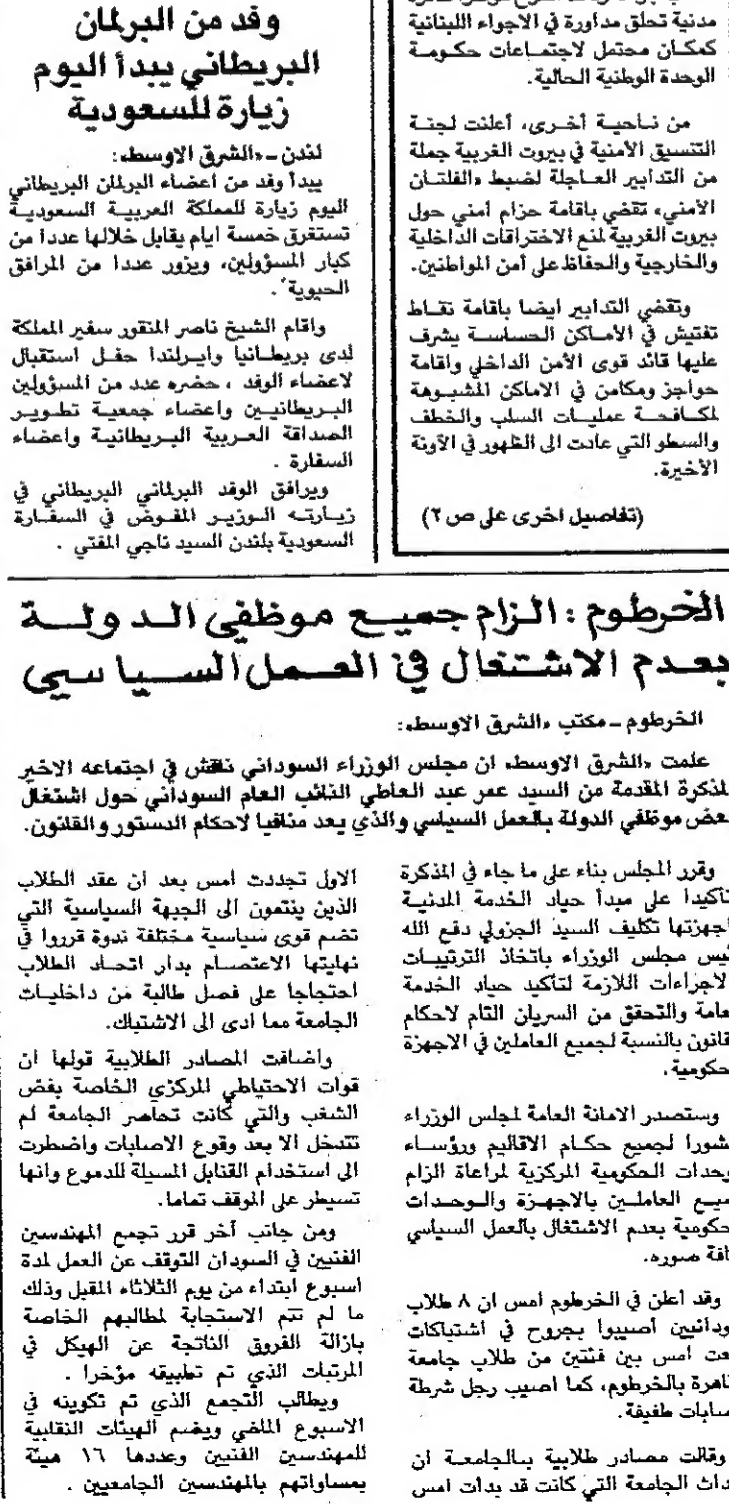 مدنية تحلق مداورة في الاجواء اللبنانية
كمكان محتمل لاجتماعات حكومة
الوحدة الوطنية الحالية.
من ناحية أخرى، أعلنت لجنة
التنسيق الأمنية في بيروت الغربية جملة
من التدابير العاجلة لضبط «الفلتان
الأمني» تقضي باقامة حزام أمني حول
بيروت الغربية لمنع الاختراقات الداخلية
والخارجية والحفاظ على أمن المواطنين.
وتقضي التدابير ايضا باقامة نقاط
تفتيش في الأماكن الحساسة يشرف
عليها قائد قوى الأمن الداخلي واقامة
حواجز ومكامن في الاماكن المشبوهة
لمكافحة عمليات السلب والخطف
والسطو التي عادت الى الظهور في الآونة
الأخيرة.
(تفاصيل اخرى على ص ٢)
وفد من البرلمان
البريطاني يبدأ اليوم
زيارة للسعودية
لندن ـ «الشرق الاوسط»:
يبدأ وفد من أعضاء البرلمان البريطاني
اليوم زيارة للمملكة العربية السعودية
تستغرق خمسة ايام يقابل خلالها عددا من
كبار المسؤولين، ويزور عددا من المرافق
الحيوية .
واقام الشيخ ناصر المنقور سفير المملكة
لدى بريطانيا وايرلندا حفل استقبال
لاعضاء الوفد ، حضره عدد من المسؤولين
البريطانيين واعضاء جمعية تطوير
الصداقة العربية البريطانية واعضاء
السفارة .
ويرافق الوفد البرلماني البريطاني في
زيارته الوزير المفوض في السفارة
السعودية بلندن السيد ناجي المفتي .
الخرطوم : الزام جميع موظفي الدولة
بعدم الاشتغال في العمل السياسي
الخرطوم ـ مكتب «الشرق الاوسط»:
علمت «الشرق الاوسط» ان مجلس الوزراء السوداني ناقش في اجتماعه الاخير
المذكرة المقدمة من السيد عمر عبد العاطي النائب العام السوداني حول اشتغال
بعض موظفي الدولة بالعمل السياسي والذي يعد منافيا لاحكام الدستور والقانون.
وقرر المجلس بناء على ما جاء في المذكرة
تأكيدا على مبدأ حياد الخدمة المدنية
اجهزتها تكليف السيد الجزولي دفع الله
ئيس مجلس الوزراء باتخاذ الترتيبات
الاجراءات اللازمة لتأكيد حياد الخدمة
عامة والتحقق من السريان التام لاحكام
قانون بالنسبة لجميع العاملين في الاجهزة
حكومية.
وستصدر الامانة العامة لمجلس الوزراء
شورا لجميع حكام الاقاليم ورؤساء
وحدات الحكومية المركزية لمراعاة الزام
ميع العاملين بالاجهزة والوحدات
حكومية بعدم الاشتغال بالعمل السياسي
افة صوره.
وقد أعلن في الخرطوم أمس ان ٨ طلاب
ودانيين أصيبوا بجروح في اشتباكات
عت امس بين فئتين من طلاب جامعة
قاهرة بالخرطوم، كما اصيب رجل شرطة
صابات طفيفة.
وقالت مصادر طلابية بالجامعة ان
داث الجامعة التي كانت قد بدأت امس
الاول تجددت امس بعد ان عقد الطلاب
الذين ينتمون الى الجبهة السياسية التي
تضم قوى سياسية مختلفة ندوة قرروا في
نهايتها الاعتصام بدار اتحاد الطلاب
احتجاجا على فصل طالبة من داخليات
الجامعة مما ادى الى الاشتباك.
واضافت المصادر الطلابية قولها ان
قوات الاحتياطي المركزي الخاصة بفض
الشغب والتي كانت تحاصر الجامعة لم
تتدخل الا بعد وقوع الاصابات واضطرت
الى استخدام القنابل المسيلة للدموع وانها
تسيطر على الموقف تماما.
ومن جانب آخر قرر تجمع المهندسين
الفنيين في السودان التوقف عن العمل لمدة
اسبوع ابتداء من يوم الثلاثاء المقبل وذلك
ما لم تتم الاستجابة لمطالبهم الخاصة
بازالة الفروق الناتجة عن الهيكل في
المرتبات الذي تم تطبيقه مؤخرا .
ويطالب التجمع الذي تم تكوينه في
الاسبوع الماضي ويضم الهيئات النقابية
للمهندسين الفنيين وعددها ١٦ هيئة
بمساواتهم بالمهندسين الجامعيين .